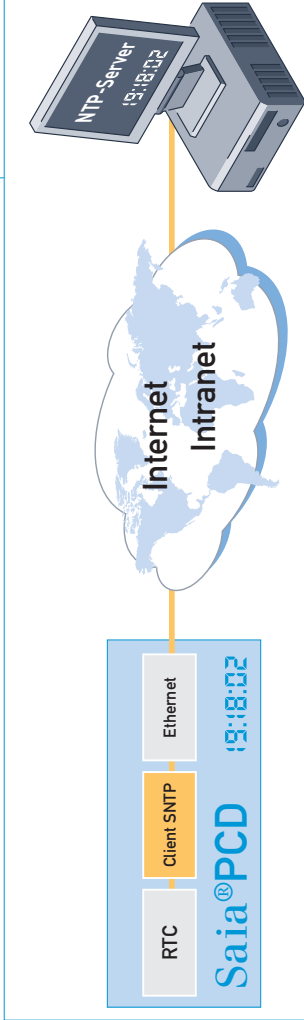 RTC
Client SNTP
Ethernet
Saia®PCD
19:18:02
Internet
Intranet
NTP-Server
19:18:02